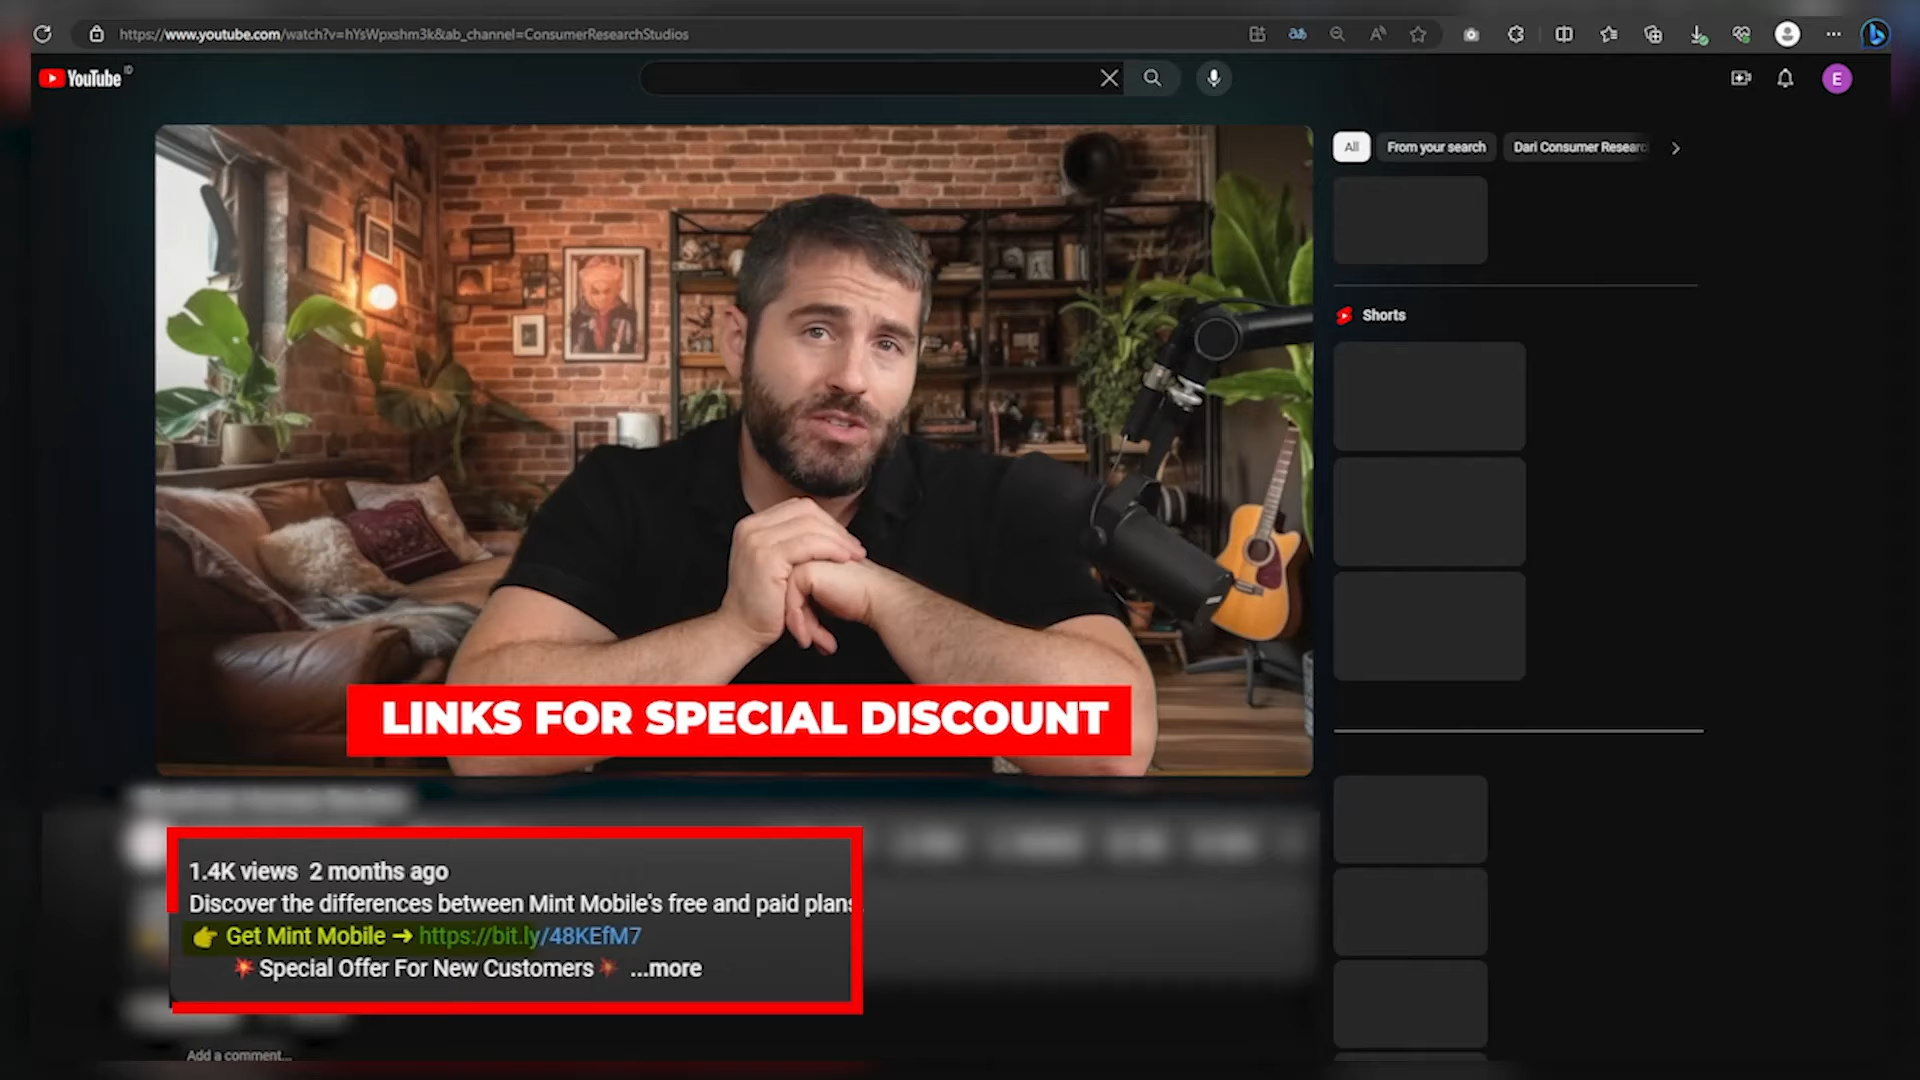 https://www.youtube.com/watch?v=hYsWpxshm3k&ab_channel=ConsumerResearchStudios
YouTube ID
E
All
From your search
Dari Consumer Researc
Shorts
LINKS FOR SPECIAL DISCOUNT
1.4K views 2 months ago
Discover the differences between Mint Mobile's free and paid plans
👉 Get Mint Mobile ➔ https://bit.ly/48KEfM7
💥 Special Offer For New Customers 💥 ...more
Add a comment...